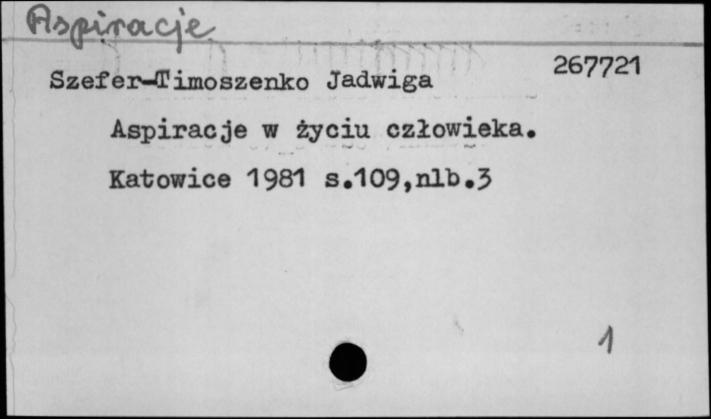 Aspiracje
267721
Szefer-Timoszenko Jadwiga
Aspiracje w życiu człowieka.
Katowice 1981 s.109,nlb.3
1